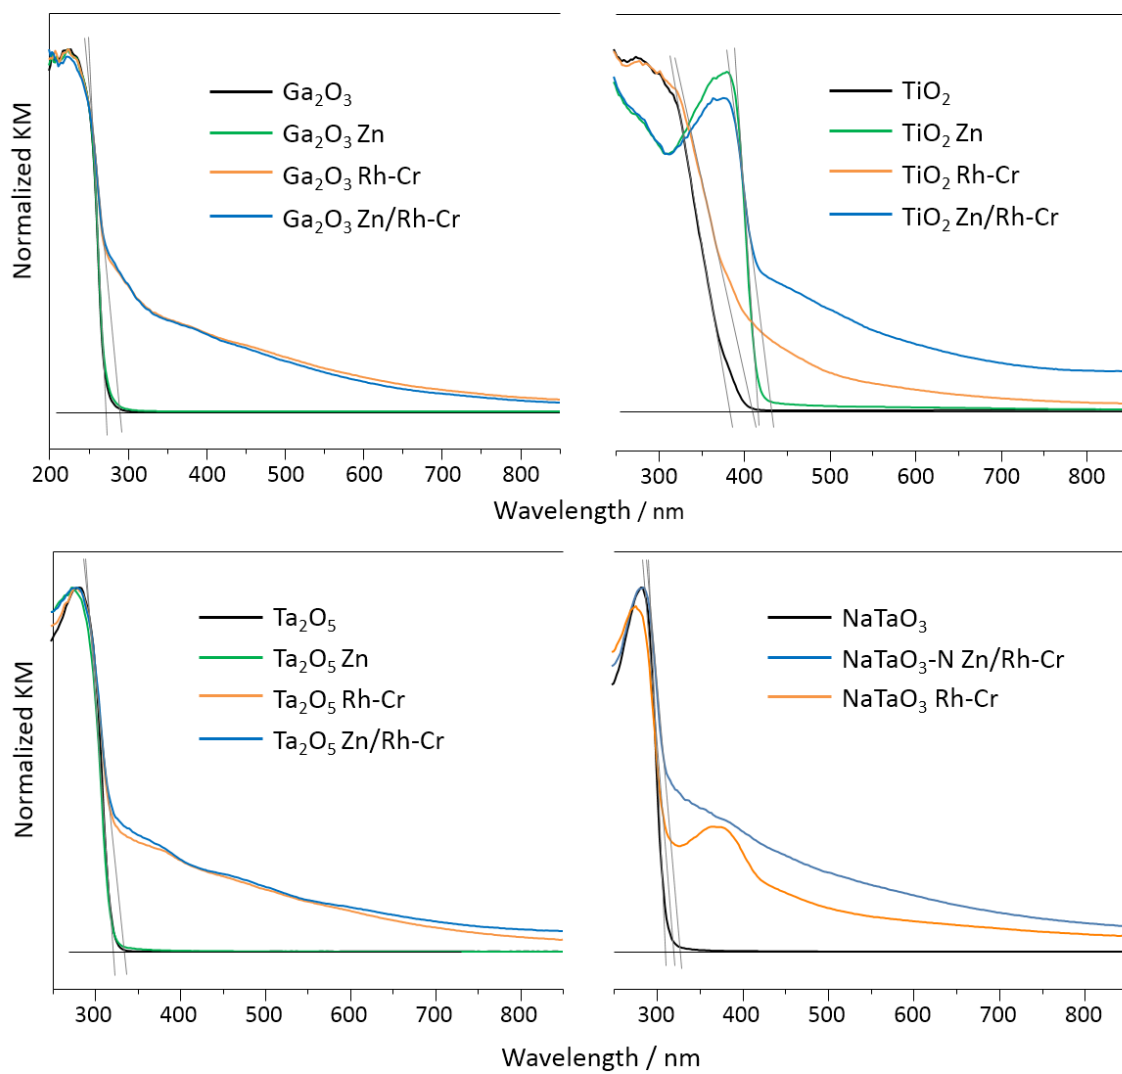 Normalized KM
Ga₂O₃
Ga₂O₃ Zn
Ga₂O₃ Rh-Cr
Ga₂O₃ Zn/Rh-Cr
200 300 400 500 600 700 800
TiO₂
TiO₂ Zn
TiO₂ Rh-Cr
TiO₂ Zn/Rh-Cr
300 400 500 600 700 800
Wavelength / nm
Normalized KM
Ta₂O₅
Ta₂O₅ Zn
Ta₂O₅ Rh-Cr
Ta₂O₅ Zn/Rh-Cr
300 400 500 600 700 800
NaTaO₃
NaTaO₃-N Zn/Rh-Cr
NaTaO₃ Rh-Cr
300 400 500 600 700 800
Wavelength / nm